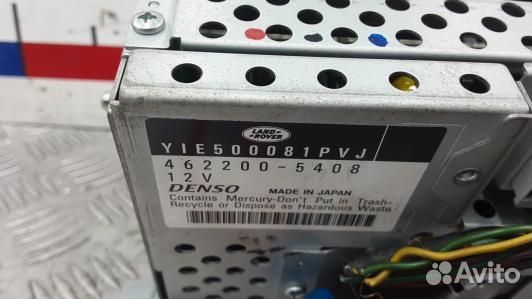 LAND-
ROVER
YIE500081PVJ
462200-5408
12V
DENSO MADE IN JAPAN
Contains Mercury-Don't Put in Trash-
Recycle or Dispose as Hazardous Waste.
Avito